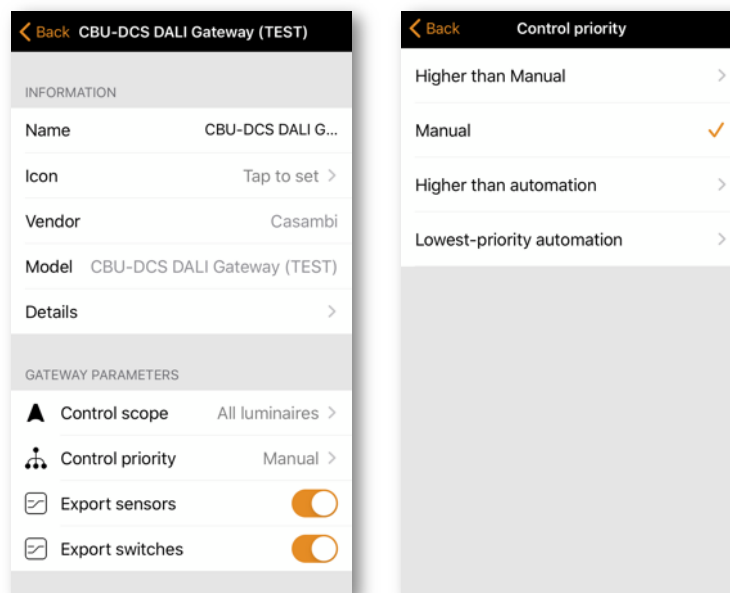 Back CBU-DCS DALI Gateway (TEST)
INFORMATION
Name CBU-DCS DALI G...
Icon Tap to set
Vendor Casambi
Model CBU-DCS DALI Gateway (TEST)
Details
GATEWAY PARAMETERS
Control scope All luminaires
Control priority Manual
Export sensors
Export switches
Back Control priority
Higher than Manual
Manual
Higher than automation
Lowest-priority automation